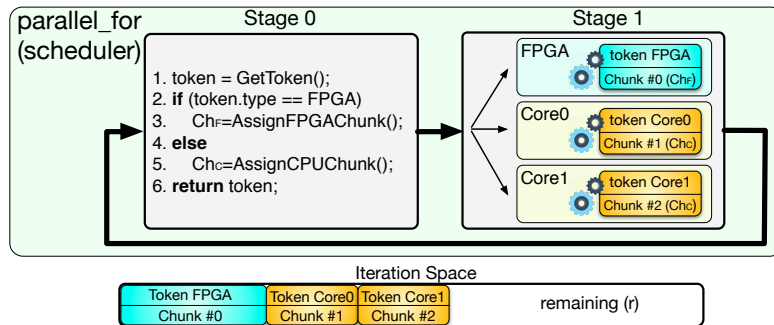 parallel_for
(scheduler)
Stage 0
1. token = GetToken();
2. if (token.type == FPGA)
3. ChF=AssignFPGAChunk();
4. else
5. ChC=AssignCPUChunk();
6. return token;
Stage 1
FPGA
token FPGA
Chunk #0 (ChF)
Core0
token Core0
Chunk #1 (ChC)
Core1
token Core1
Chunk #2 (ChC)
Iteration Space
Token FPGA
Chunk #0
Token Core0
Chunk #1
Token Core1
Chunk #2
remaining (r)